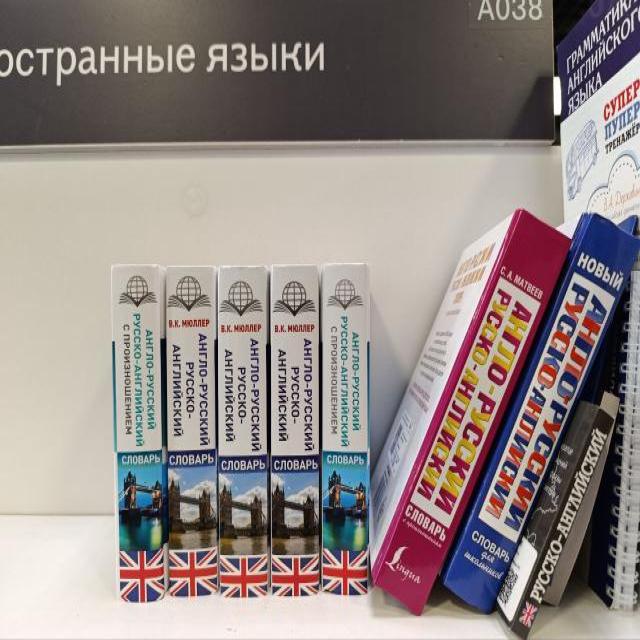 остранные языки
A038
АНГЛО-РУССКИЙ
РУССКО-АНГЛИЙСКИЙ
С ПРОИЗНОШЕНИЕМ
СЛОВАРЬ
В.К. МЮЛЛЕР
АНГЛО-РУССКИЙ
РУССКО-
АНГЛИЙСКИЙ
СЛОВАРЬ
В.К. МЮЛЛЕР
АНГЛО-РУССКИЙ
РУССКО-
АНГЛИЙСКИЙ
СЛОВАРЬ
В.К. МЮЛЛЕР
АНГЛО-РУССКИЙ
РУССКО-
АНГЛИЙСКИЙ
СЛОВАРЬ
АНГЛО-РУССКИЙ
РУССКО-АНГЛИЙСКИЙ
С ПРОИЗНОШЕНИЕМ
СЛОВАРЬ
С. А. МАТВЕЕВ
АНГЛО-РУССКИЙ
РУССКО-АНГЛИЙСКИЙ
СЛОВАРЬ
с произношением
Lingua
НОВЫЙ
АНГЛО-РУССКИЙ
РУССКО-АНГЛИЙСКИЙ
СЛОВАРЬ
для
школьников
РУССКО-АНГЛИЙСКИЙ
ГРАММАТИКА
АНГЛИЙСКОГО
ЯЗЫКА
СУПЕР
ПУПЕР
ТРЕНАЖЁР